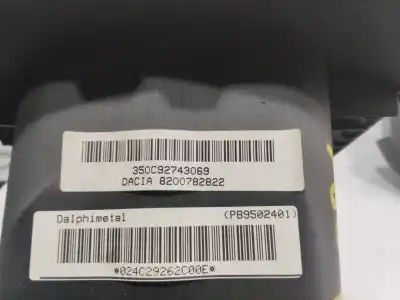 350C92743069
DACIA 8200782822
Dalphimetal (PB9502401)
*024C29262C00E*